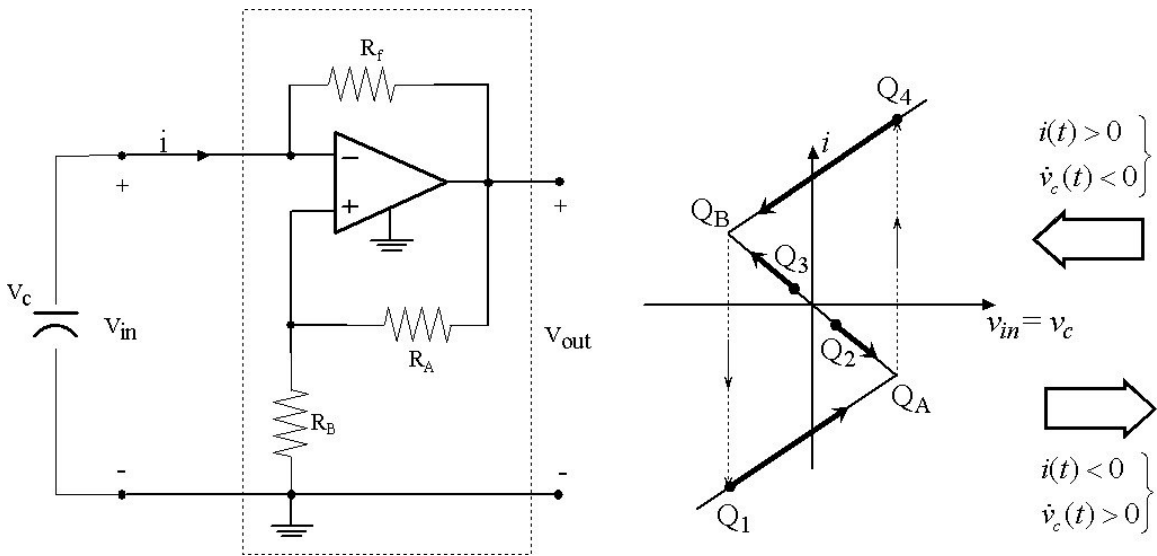 R_f
i
−
+
+
+
V_c
V_in
R_A
V_out
R_B
-
-
Q_4
i
i(t) > 0
v̇_c(t) < 0
Q_B
Q_3
v_in = v_c
Q_2
Q_A
Q_1
i(t) < 0
v̇_c(t) > 0